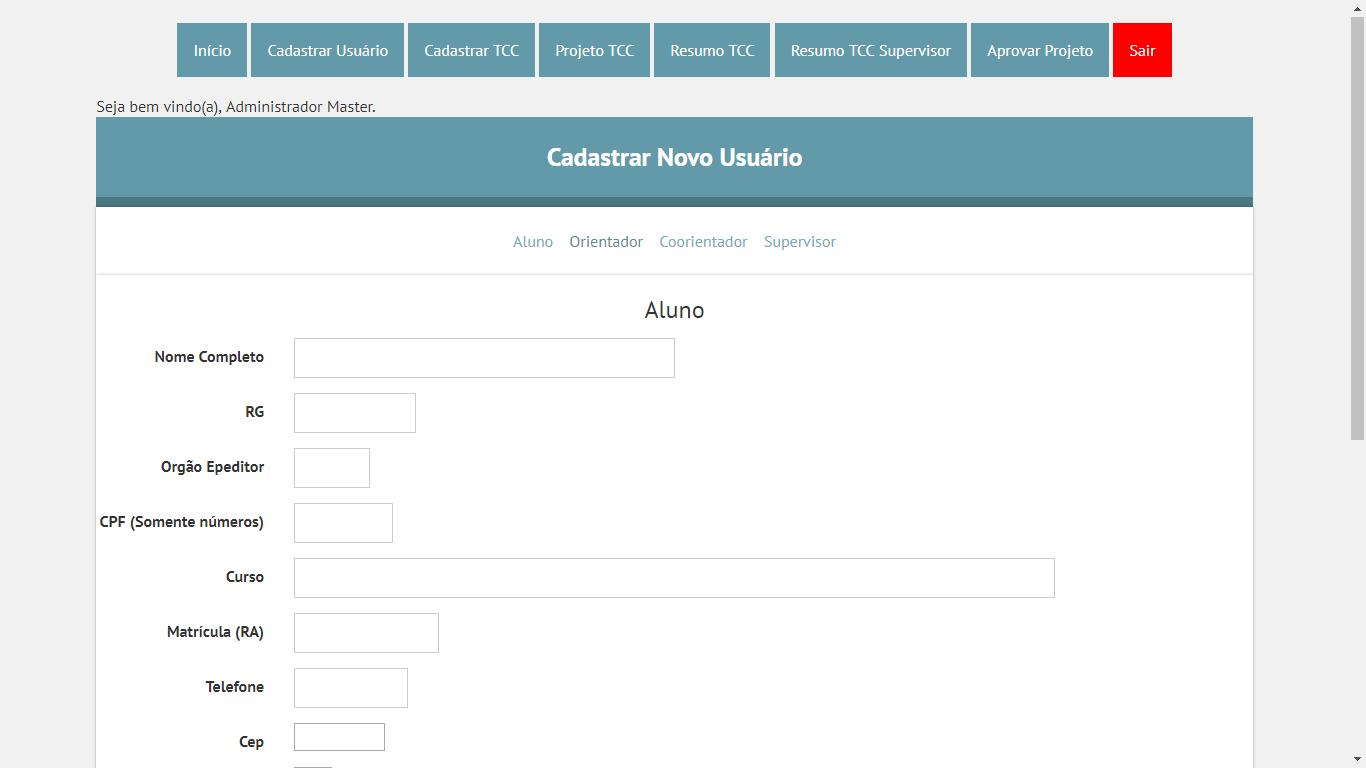 Início Cadastrar Usuário Cadastrar TCC Projeto TCC Resumo TCC Resumo TCC Supervisor Aprovar Projeto Sair
Seja bem vindo(a), Administrador Master.
Cadastrar Novo Usuário
Aluno Orientador Coorientador Supervisor
Aluno
Nome Completo
RG
Orgão Epeditor
CPF (Somente números)
Curso
Matrícula (RA)
Telefone
Cep